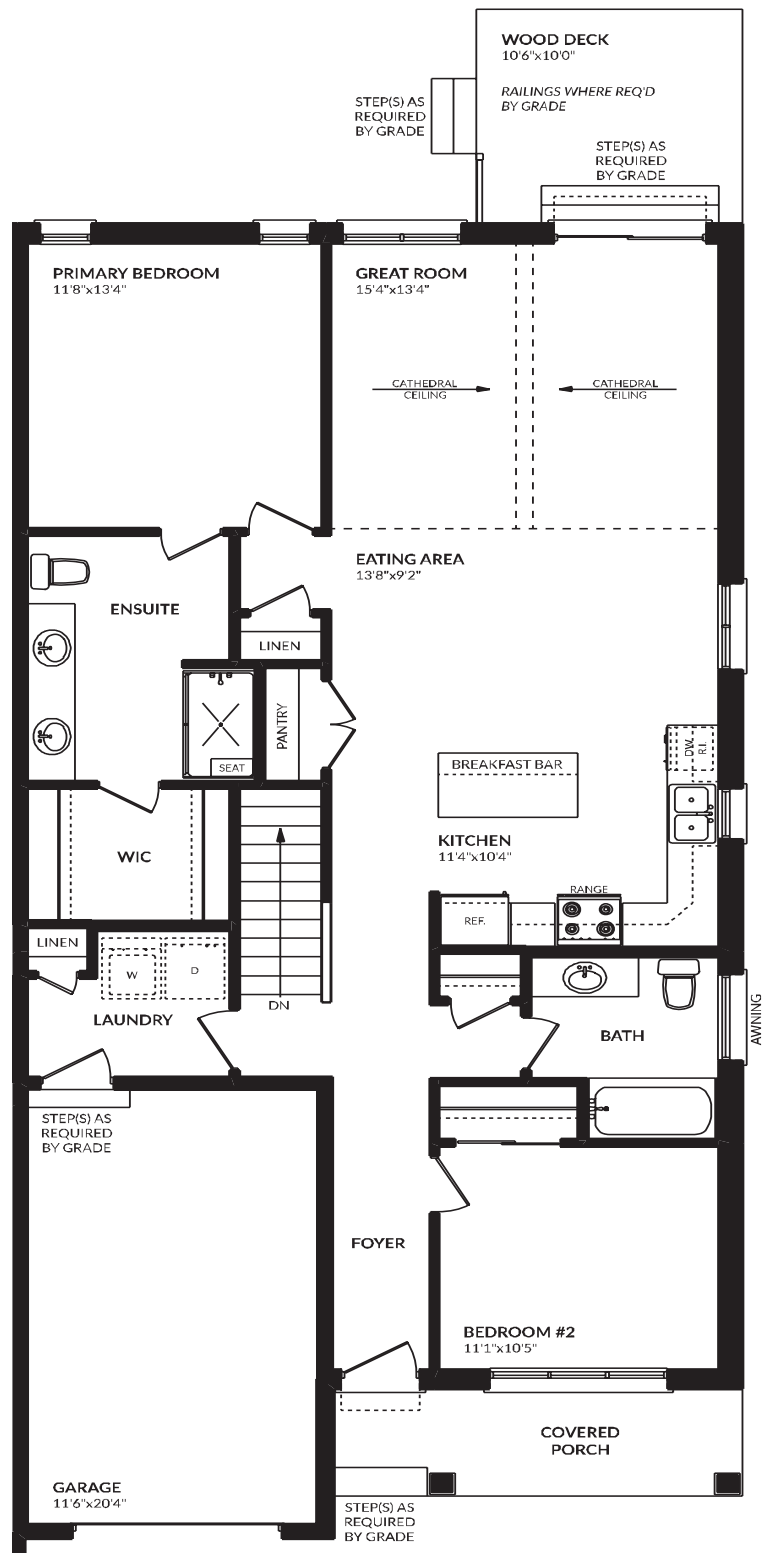 WOOD DECK
10'6"x10'0"
RAILINGS WHERE REQ'D
BY GRADE
STEP(S) AS
REQUIRED
BY GRADE
STEP(S) AS
REQUIRED
BY GRADE
PRIMARY BEDROOM
11'8"x13'4"
GREAT ROOM
15'4"x13'4"
CATHEDRAL
CEILING
CATHEDRAL
CEILING
EATING AREA
13'8"x9'2"
ENSUITE
LINEN
PANTRY
SEAT
BREAKFAST BAR
DW.
R.I.
KITCHEN
11'4"x10'4"
WIC
RANGE
REF.
LINEN
W
D
DN
LAUNDRY
BATH
AWNING
STEP(S) AS
REQUIRED
BY GRADE
FOYER
BEDROOM #2
11'1"x10'5"
COVERED
PORCH
GARAGE
11'6"x20'4"
STEP(S) AS
REQUIRED
BY GRADE